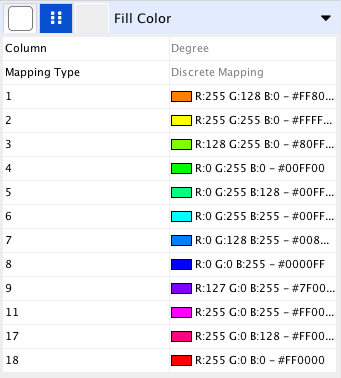 Fill Color
Column Degree
Mapping Type Discrete Mapping
1 R:255 G:128 B:0 - #FF80...
2 R:255 G:255 B:0 - #FFFF...
3 R:128 G:255 B:0 - #80FF...
4 R:0 G:255 B:0 - #00FF00
5 R:0 G:255 B:128 - #00FF...
6 R:0 G:255 B:255 - #00FF...
7 R:0 G:128 B:255 - #008...
8 R:0 G:0 B:255 - #0000FF
9 R:127 G:0 B:255 - #7F00...
11 R:255 G:0 B:255 - #FF00...
17 R:255 G:0 B:128 - #FF00...
18 R:255 G:0 B:0 - #FF0000